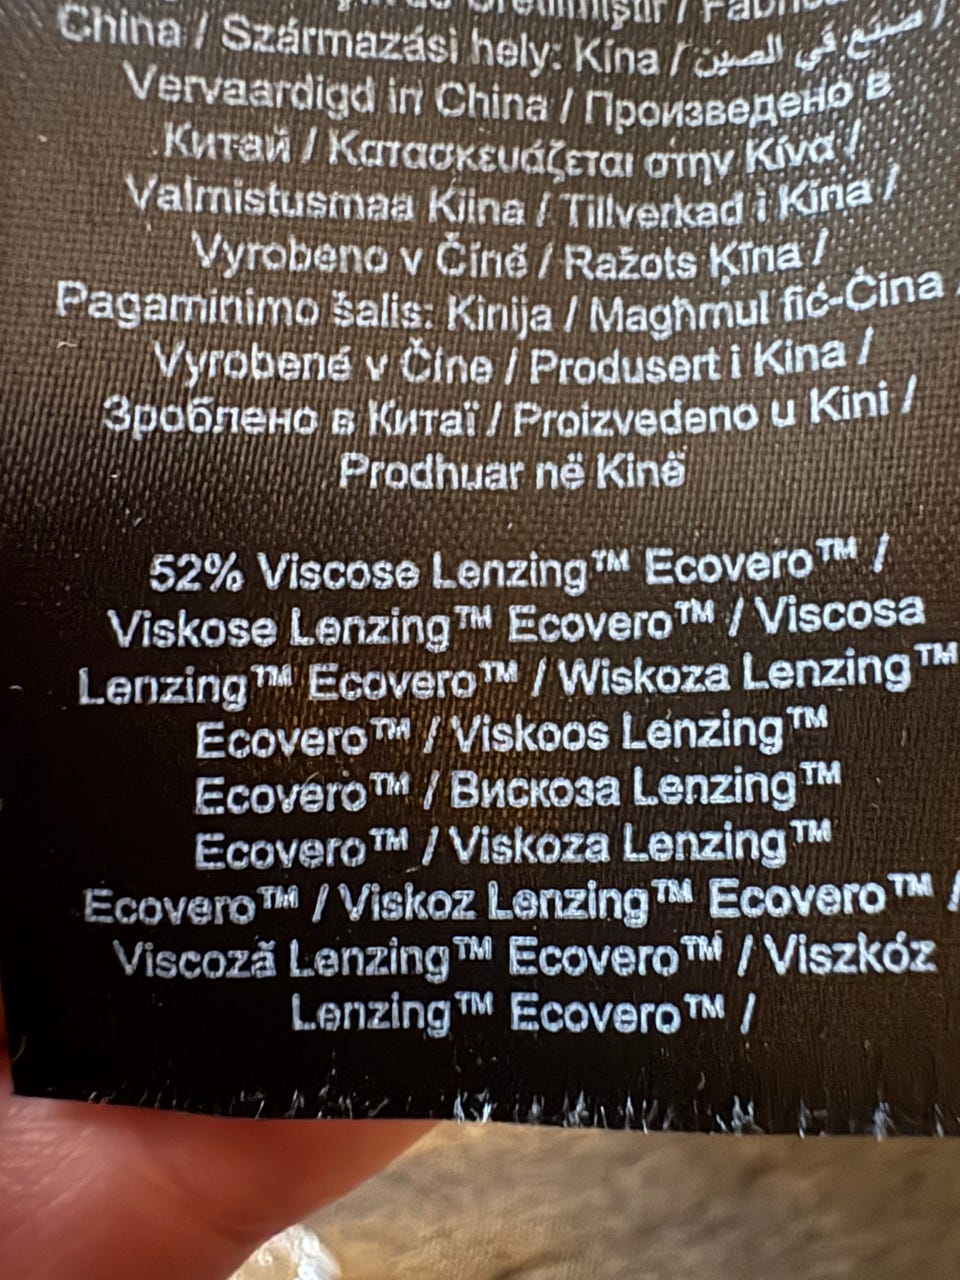 Üretilmiştir / Fabric
China / Származási hely: Kína / صنع في الصين /
Vervaardigd in China / Произведено в
Китай / Κατασκευάζεται στην Κίνα /
Valmistusmaa Kiina / Tillverkad i Kina /
Vyrobeno v Číně / Ražots Ķīna /
Pagaminimo šalis: Kinija / Magħmul fiċ-Ċina /
Vyrobené v Číne / Produsert i Kina /
Зроблено в Китаї / Proizvedeno u Kini /
Prodhuar në Kinë
52% Viscose Lenzing™ Ecovero™ /
Viskose Lenzing™ Ecovero™ / Viscosa
Lenzing™ Ecovero™ / Wiskoza Lenzing™
Ecovero™ / Viskoos Lenzing™
Ecovero™ / Вискоза Lenzing™
Ecovero™ / Viskoza Lenzing™
Ecovero™ / Viskoz Lenzing™ Ecovero™ /
Viscoză Lenzing™ Ecovero™ / Viszkóz
Lenzing™ Ecovero™ /